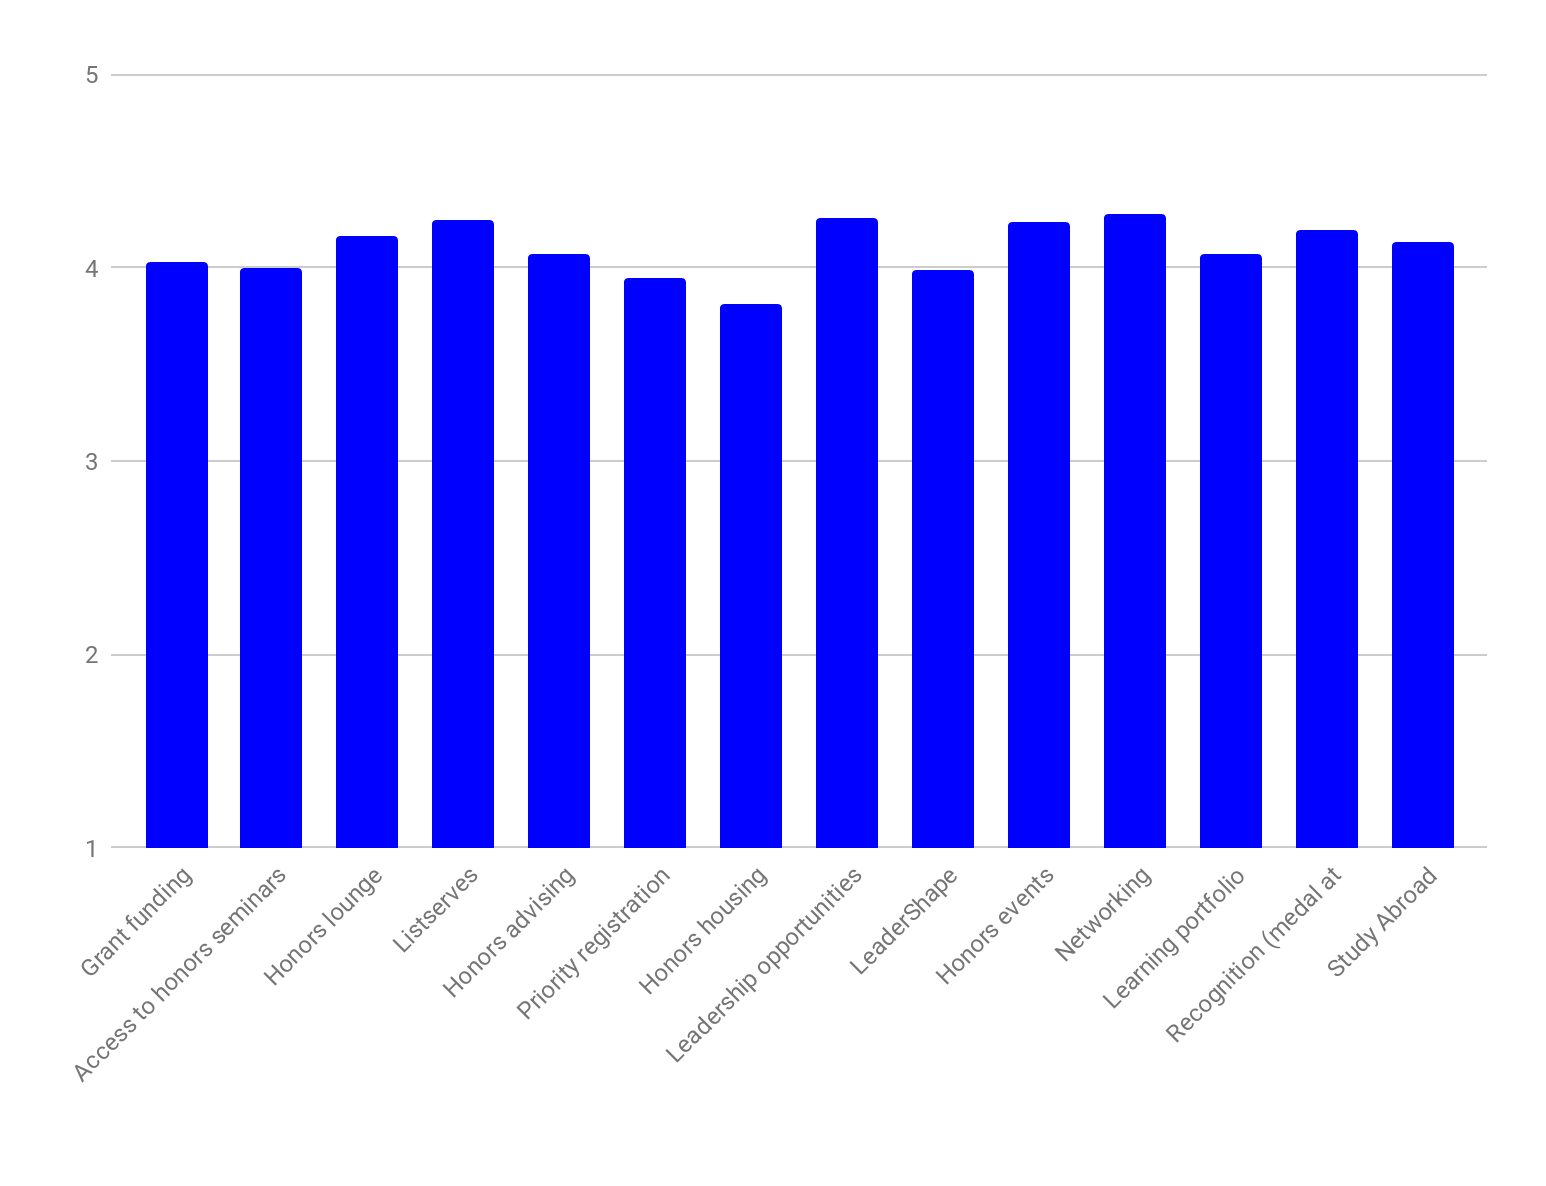 5
4
3
2
1
Grant funding
Access to honors seminars
Honors lounge
Listserves
Honors advising
Priority registration
Honors housing
Leadership opportunities
LeaderShape
Honors events
Networking
Learning portfolio
Recognition (medal at
Study Abroad